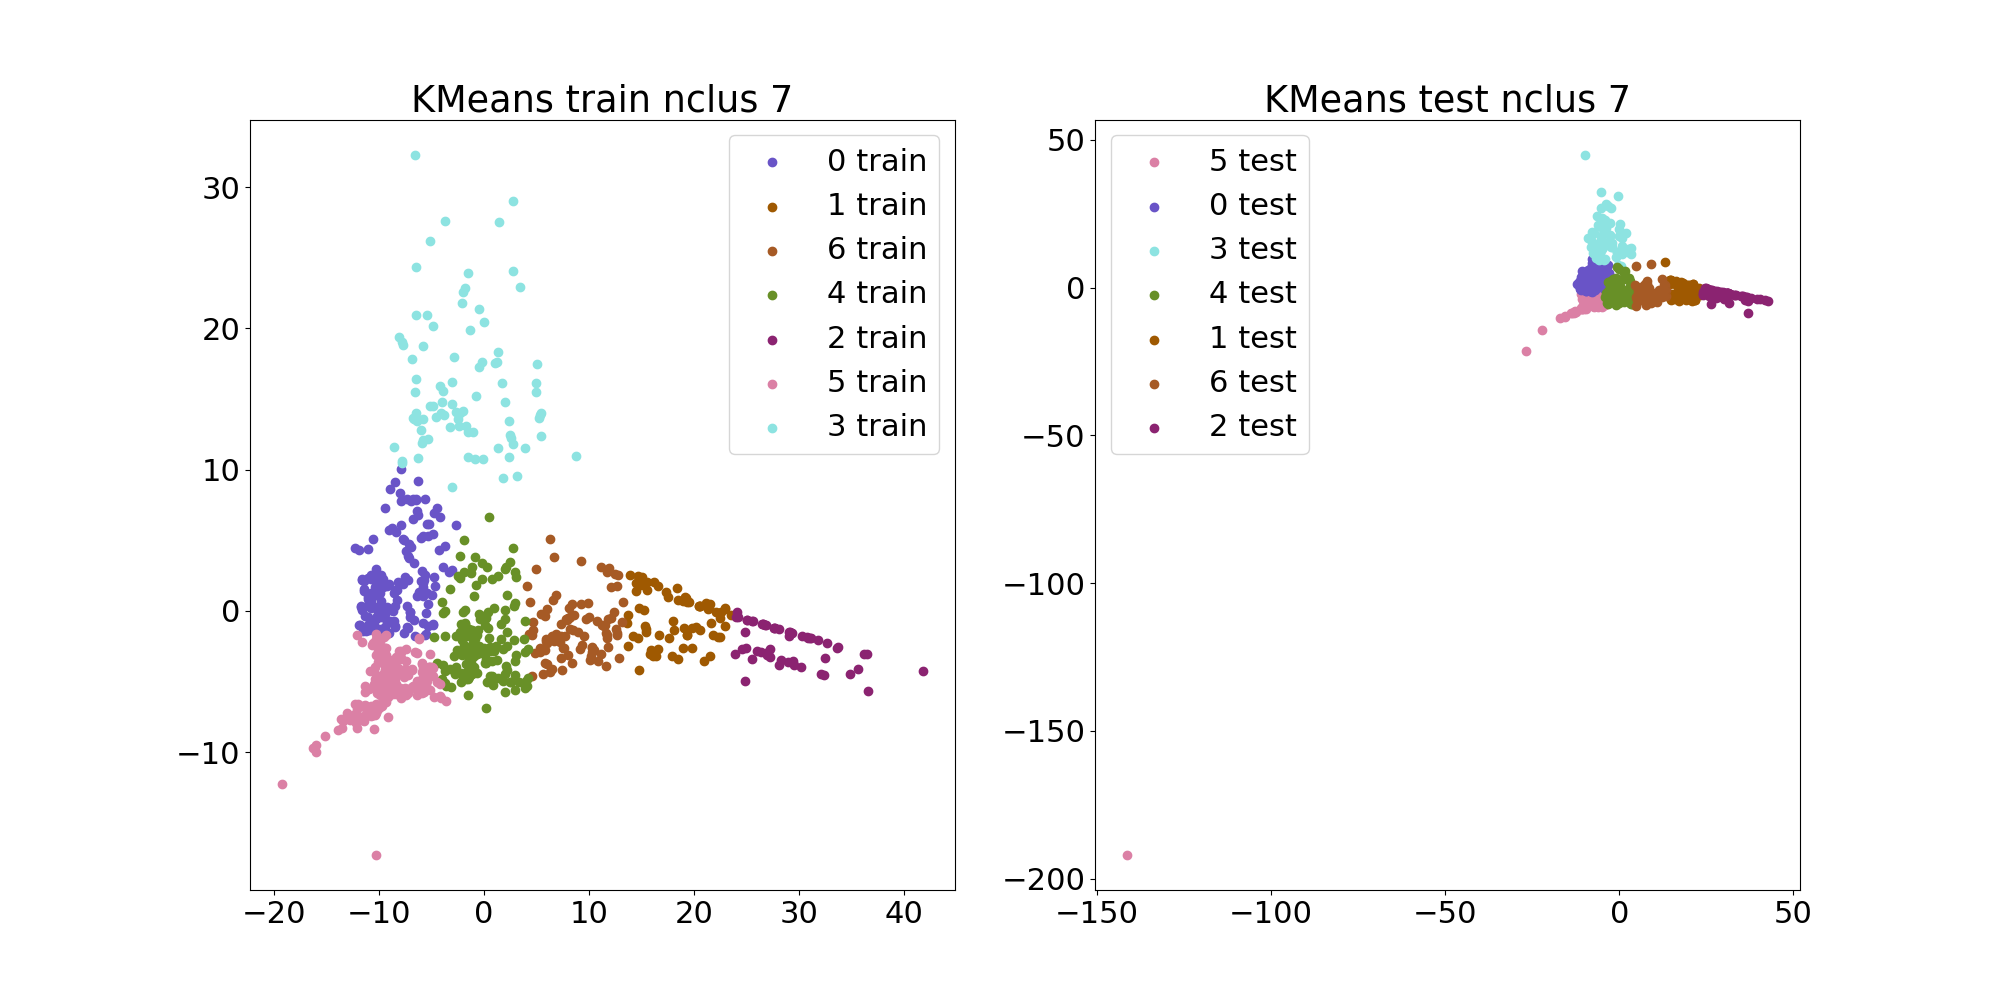 KMeans train nclus 7
30
20
10
0
−10
−20 −10 0 10 20 30 40
0 train
1 train
6 train
4 train
2 train
5 train
3 train
KMeans test nclus 7
50
0
−50
−100
−150
−200
−150 −100 −50 0 50
5 test
0 test
3 test
4 test
1 test
6 test
2 test